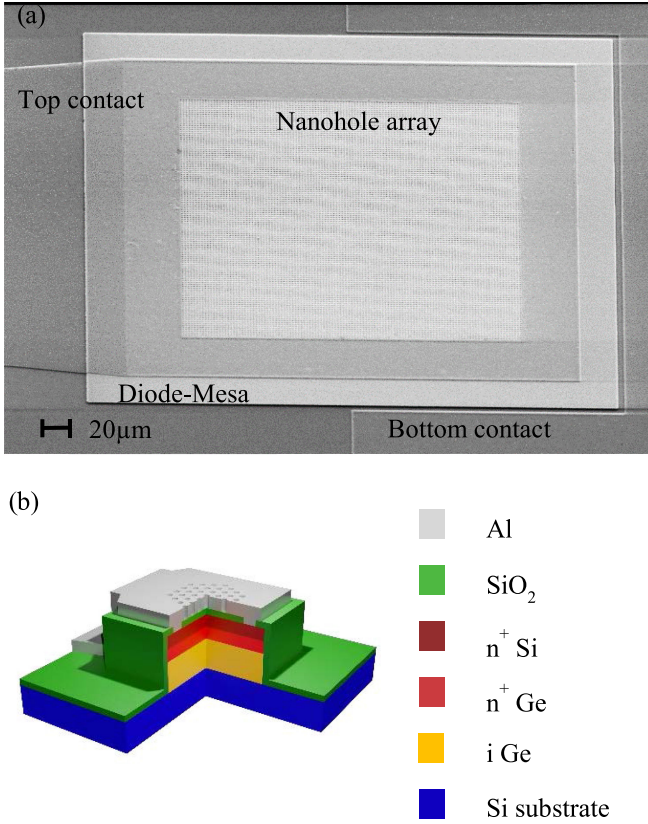 (a)
Top contact
Nanohole array
Diode-Mesa
20µm
Bottom contact
(b)
Al
SiO₂
n⁺ Si
n⁺ Ge
i Ge
Si substrate